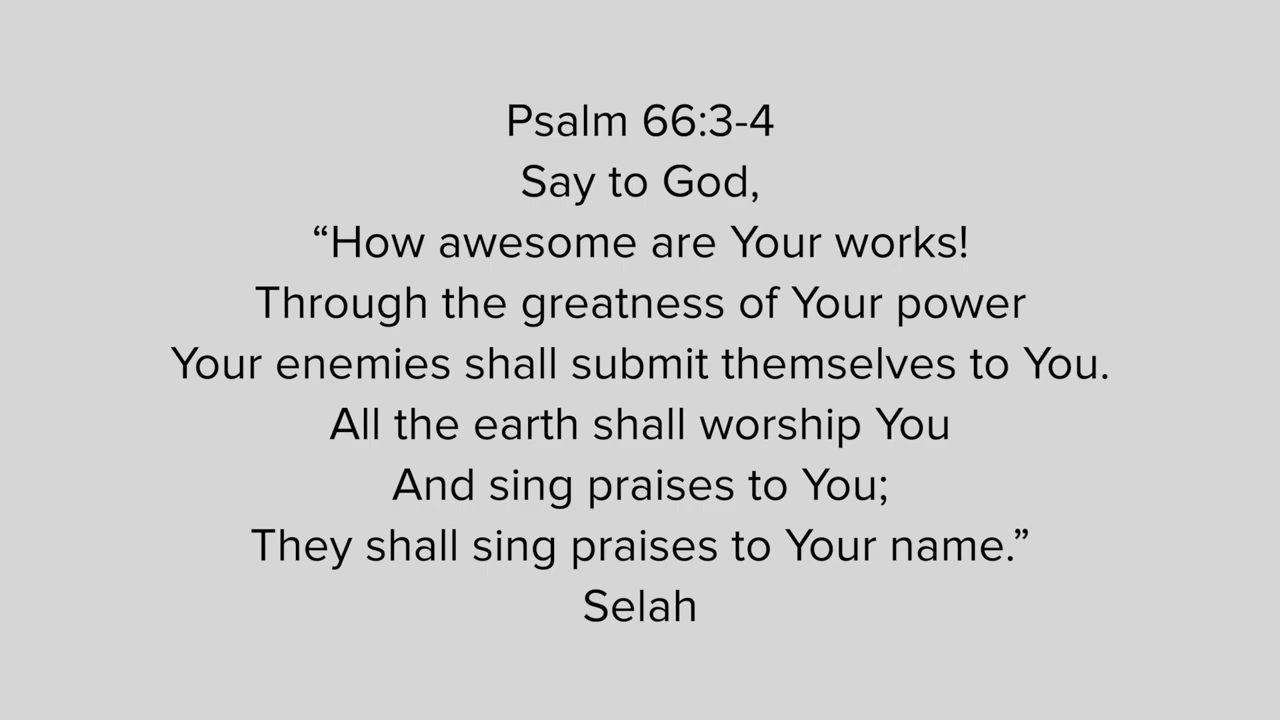 Psalm 66:3-4
Say to God,
“How awesome are Your works!
Through the greatness of Your power
Your enemies shall submit themselves to You.
All the earth shall worship You
And sing praises to You;
They shall sing praises to Your name.”
Selah